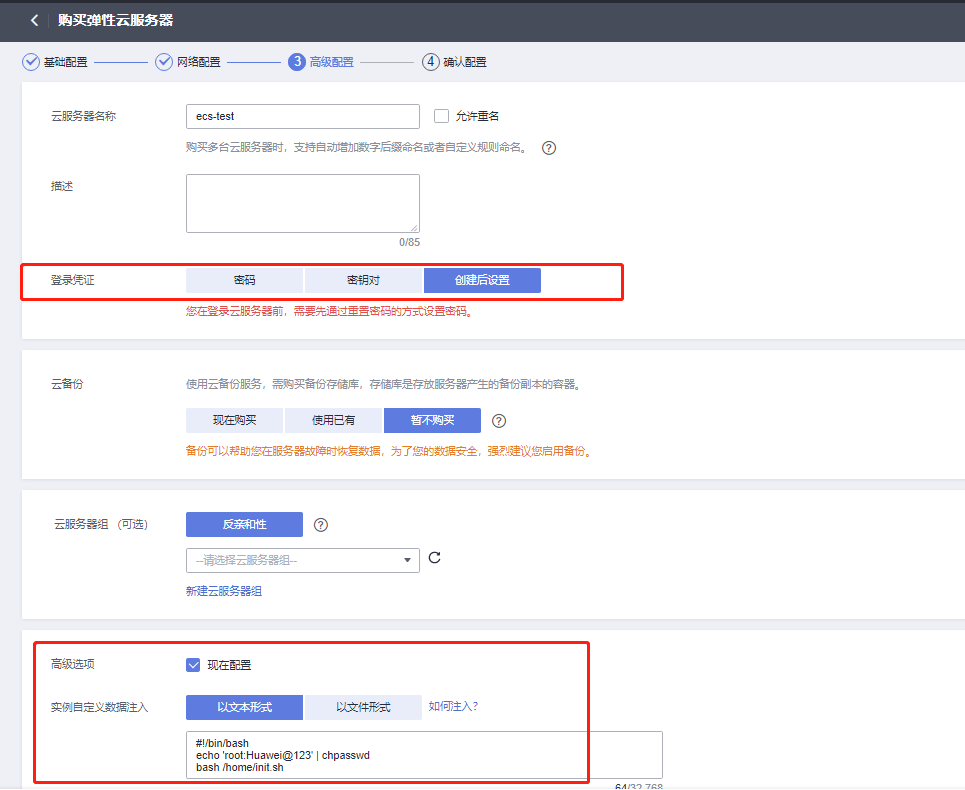 购买弹性云服务器
基础配置 网络配置 3 高级配置 4 确认配置
云服务器名称 ecs-test 允许重名
购买多台云服务器时，支持自动增加数字后缀命名或者自定义规则命名。 ?
描述
0/85
登录凭证 密码 密钥对 创建后设置
您在登录云服务器前，需要先通过重置密码的方式设置密码。
云备份 使用云备份服务，需购买备份存储库，存储库是存放服务器产生的备份副本的容器。
现在购买 使用已有 暂不购买 ?
备份可以帮助您在服务器故障时恢复数据，为了您的数据安全，强烈建议您启用备份。
云服务器组 （可选） 反亲和性 ?
--请选择云服务器组--
新建云服务器组
高级选项 现在配置
实例自定义数据注入 以文本形式 以文件形式 如何注入?
#!/bin/bash
echo 'root:Huawei@123' | chpasswd
bash /home/init.sh
64/32,768